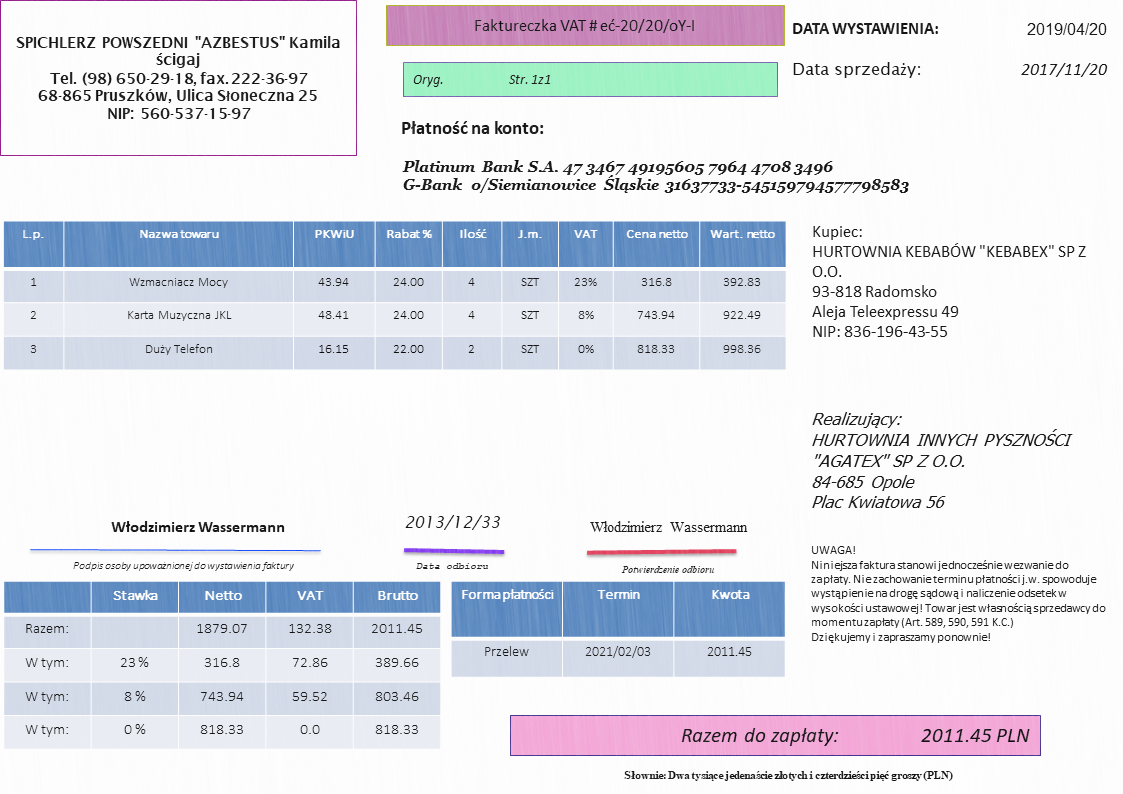 SPICHLERZ POWSZEDNI "AZBESTUS" Kamila
ścigaj
Tel. (98) 650-29-18, fax. 222-36-97
68-865 Pruszków, Ulica Słoneczna 25
NIP: 560-537-15-97
Faktureczka VAT # eć-20/20/oY-I
Oryg. Str. 1z1
DATA WYSTAWIENIA: 2019/04/20
Data sprzedaży: 2017/11/20
Płatność na konto:
Platinum Bank S.A. 47 3467 49195605 7964 4708 3496
G-Bank o/Siemianowice Śląskie 31637733-545159794577798583
L.p. Nazwa towaru PKWiU Rabat % Ilość J.m. VAT Cena netto Wart. netto
1 Wzmacniacz Mocy 43.94 24.00 4 SZT 23% 316.8 392.83
2 Karta Muzyczna JKL 48.41 24.00 4 SZT 8% 743.94 922.49
3 Duży Telefon 16.15 22.00 2 SZT 0% 818.33 998.36
Kupiec:
HURTOWNIA KEBABÓW "KEBABEX" SP Z
O.O.
93-818 Radomsko
Aleja Teleexpressu 49
NIP: 836-196-43-55
Realizujący:
HURTOWNIA INNYCH PYSZNOŚCI
"AGATEX" SP Z O.O.
84-685 Opole
Plac Kwiatowa 56
Włodzimierz Wassermann
Podpis osoby upoważnionej do wystawienia faktury
2013/12/33
Data odbioru
Włodzimierz Wassermann
Potwierdzenie odbioru
UWAGA!
Niniejsza faktura stanowi jednocześnie wezwanie do
zapłaty. Nie zachowanie terminu płatności j.w. spowoduje
wystąpienie na drogę sądową i naliczenie odsetek w
wysokości ustawowej! Towar jest własnością sprzedawcy do
momentu zapłaty (Art. 589, 590, 591 K.C.)
Dziękujemy i zapraszamy ponownie!
Stawka Netto VAT Brutto
Razem: 1879.07 132.38 2011.45
W tym: 23 % 316.8 72.86 389.66
W tym: 8 % 743.94 59.52 803.46
W tym: 0 % 818.33 0.0 818.33
Forma płatności Termin Kwota
Przelew 2021/02/03 2011.45
Razem do zapłaty: 2011.45 PLN
Słownie: Dwa tysiące jedenaście złotych i czterdzieści pięć groszy (PLN)